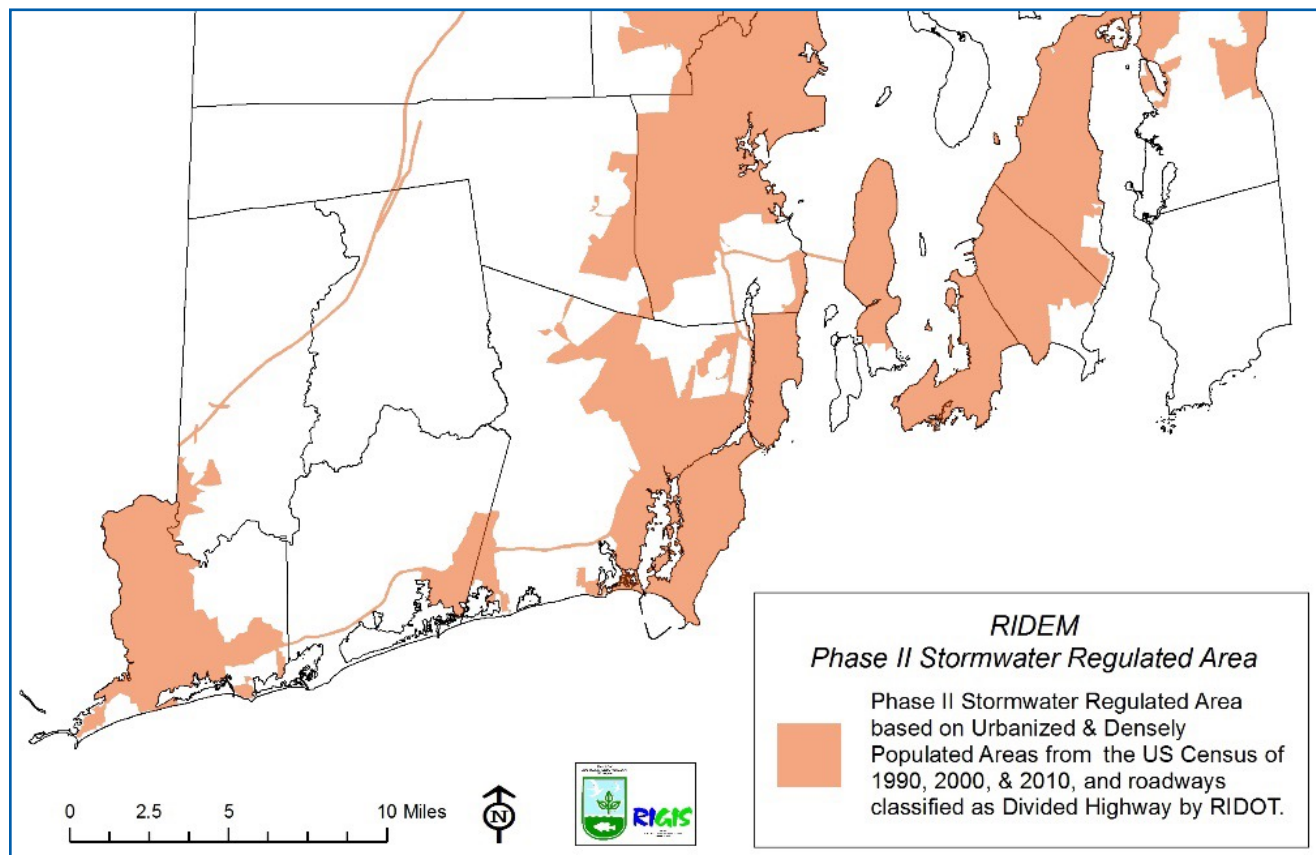 RIDEM
Phase II Stormwater Regulated Area
Phase II Stormwater Regulated Area
based on Urbanized & Densely
Populated Areas from the US Census of
1990, 2000, & 2010, and roadways
classified as Divided Highway by RIDOT.
0 2.5 5 10 Miles
N
RIGIS